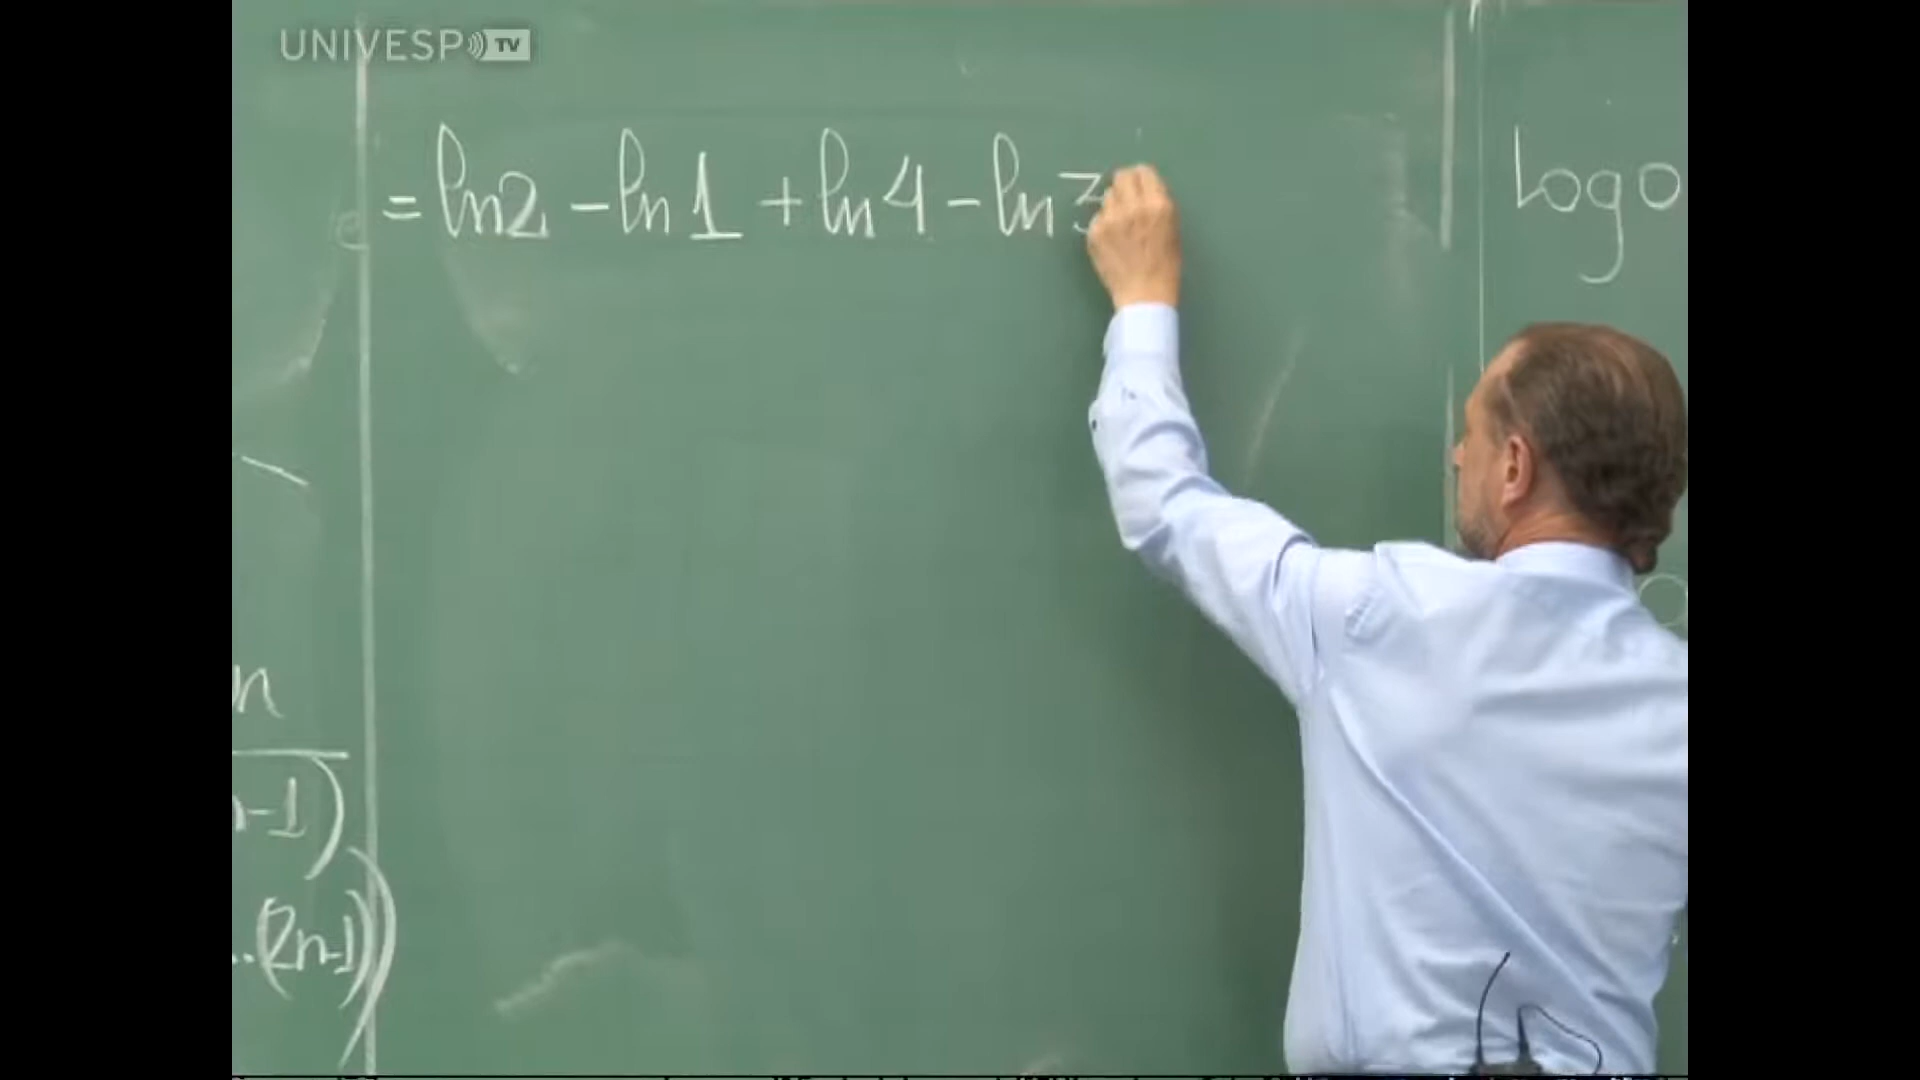 UNIVESP TV
= ln2 - ln1 + ln4 - ln3
Logo
n
n-1)
..(2n-1))